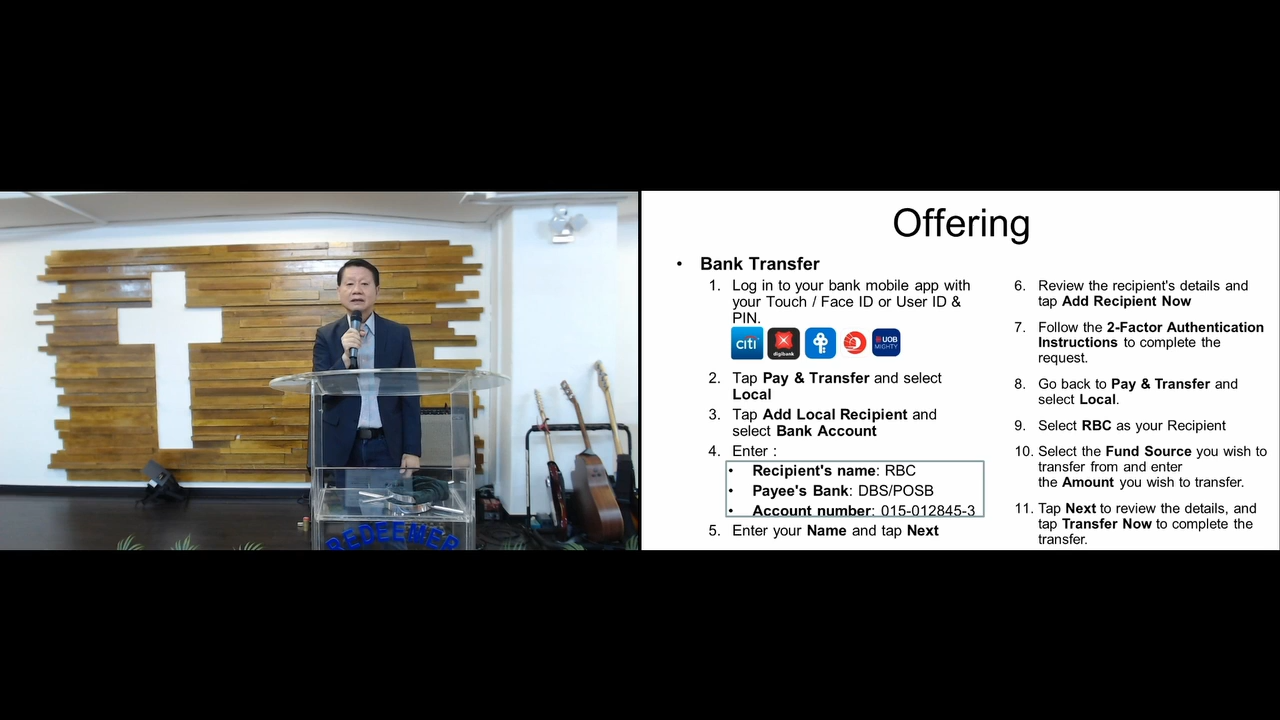 Offering
• Bank Transfer
1. Log in to your bank mobile app with
your Touch / Face ID or User ID &
PIN.
citi
digibank
UOB
MIGHTY
2. Tap Pay & Transfer and select
Local
3. Tap Add Local Recipient and
select Bank Account
4. Enter :
• Recipient's name: RBC
• Payee's Bank: DBS/POSB
• Account number: 015-012845-3
5. Enter your Name and tap Next
6. Review the recipient's details and
tap Add Recipient Now
7. Follow the 2-Factor Authentication
Instructions to complete the
request.
8. Go back to Pay & Transfer and
select Local.
9. Select RBC as your Recipient
10. Select the Fund Source you wish to
transfer from and enter
the Amount you wish to transfer.
11. Tap Next to review the details, and
tap Transfer Now to complete the
transfer.
REDEEMER